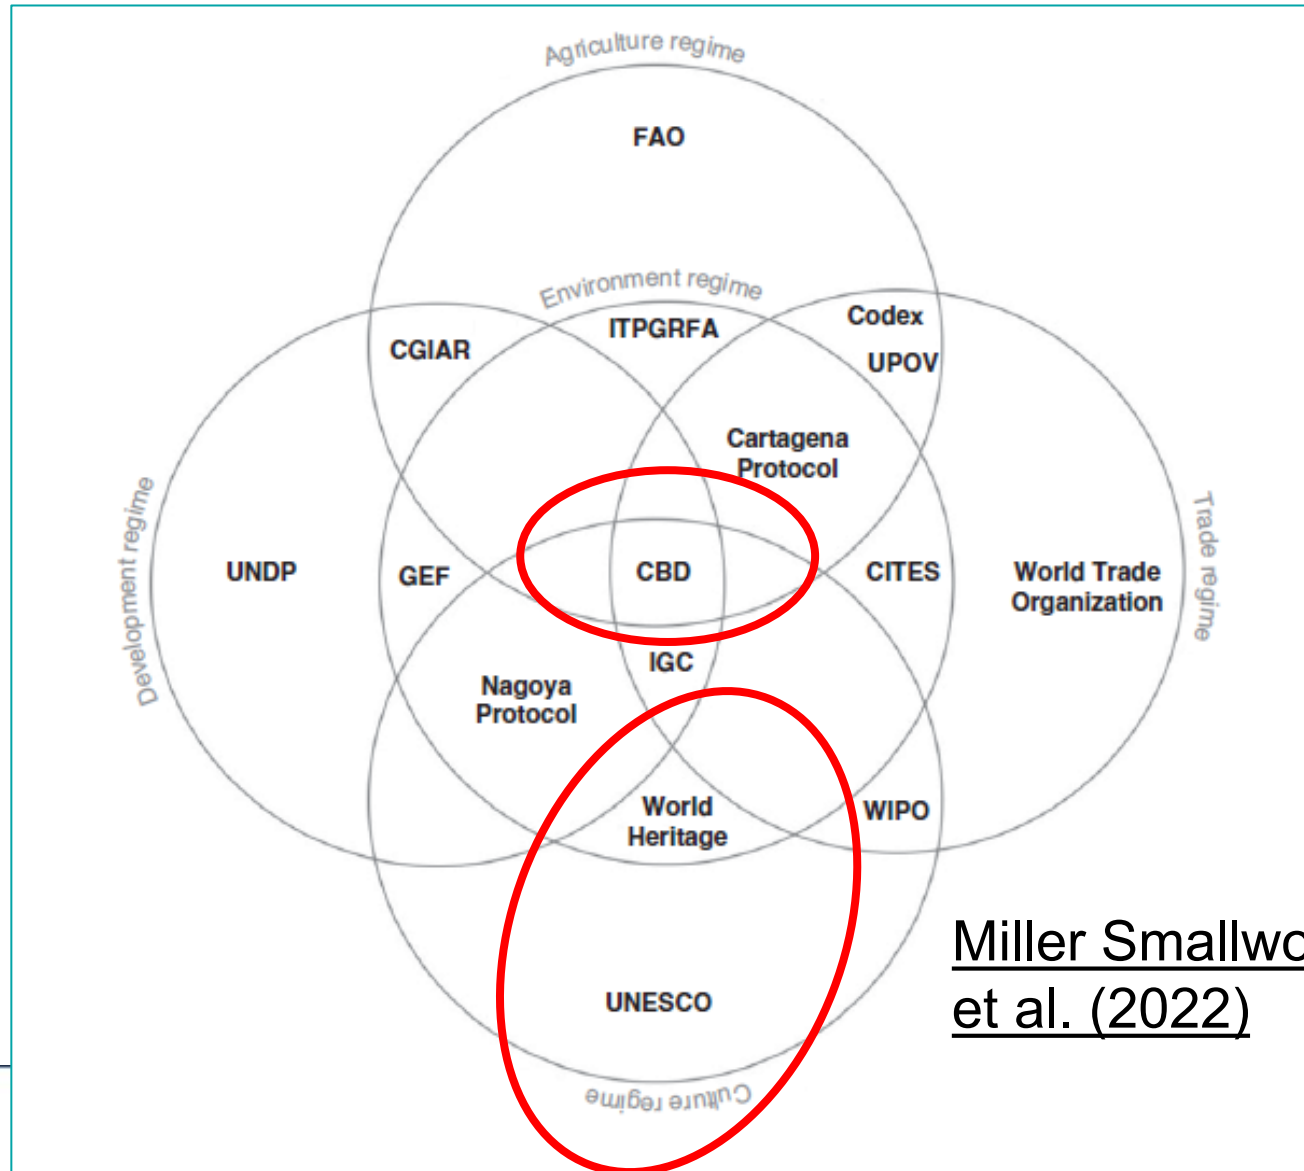 Agriculture regime
FAO
Environment regime
ITPGRFA
Codex
UPOV
CGIAR
Cartagena
Protocol
Development regime
Trade regime
UNDP
GEF
CBD
CITES
World Trade
Organization
IGC
Nagoya
Protocol
World
Heritage
WIPO
UNESCO
Culture regime
Miller
et al. (2022)